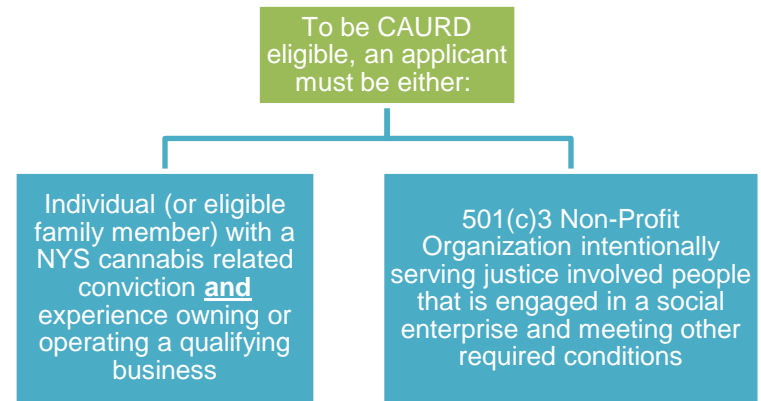 To be CAURD
eligible, an applicant
must be either:
Individual (or eligible
family member) with a
NYS cannabis related
conviction and
experience owning or
operating a qualifying
business
501(c)3 Non-Profit
Organization intentionally
serving justice involved people
that is engaged in a social
enterprise and meeting other
required conditions